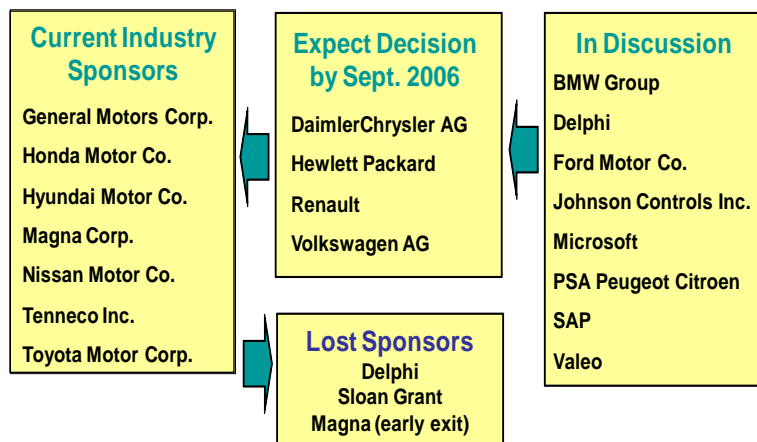 Current Industry
Sponsors
General Motors Corp.
Honda Motor Co.
Hyundai Motor Co.
Magna Corp.
Nissan Motor Co.
Tenneco Inc.
Toyota Motor Corp.
Expect Decision
by Sept. 2006
DaimlerChrysler AG
Hewlett Packard
Renault
Volkswagen AG
In Discussion
BMW Group
Delphi
Ford Motor Co.
Johnson Controls Inc.
Microsoft
PSA Peugeot Citroen
SAP
Valeo
Lost Sponsors
Delphi
Sloan Grant
Magna (early exit)